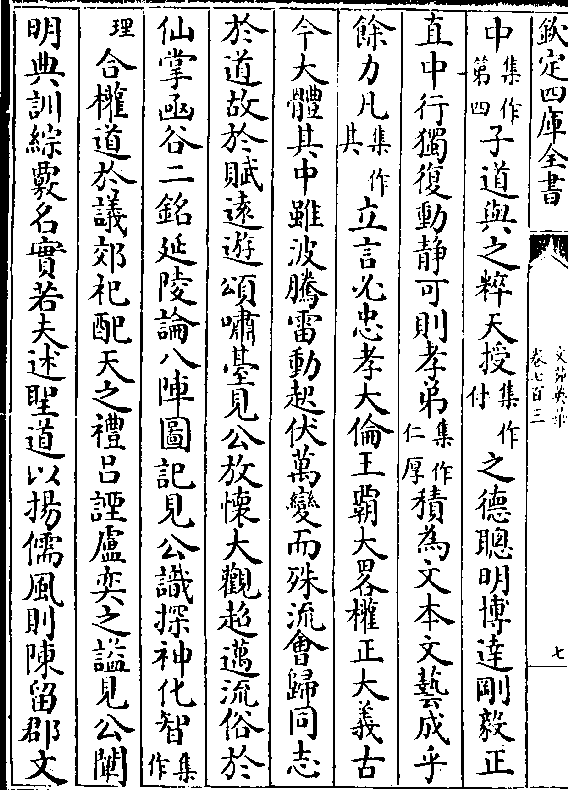 欽定四庫全書
文苑英華
卷七百三
七
中集作第四子道與之粹天授集作付之德聰明博達剛毅正
直中行獨復動静可則孝弟集作仁厚積為文本文藝成乎
餘力凡集作其立言必忠孝大倫王霸大畧權正大義古
今大體其中雖波騰雷動起伏萬變而殊流會歸同志
於道故於賦遠遊頌嘯臺見公放懷大觀超邁流俗於
仙掌函谷二銘延陵論八陣圖記見公識探神化智集作
理合權道於議郊祀配天之禮吕諲盧奕之謚見公闡
明典訓綜覈名實若夫述聖道以揚儒風則陳留郡文